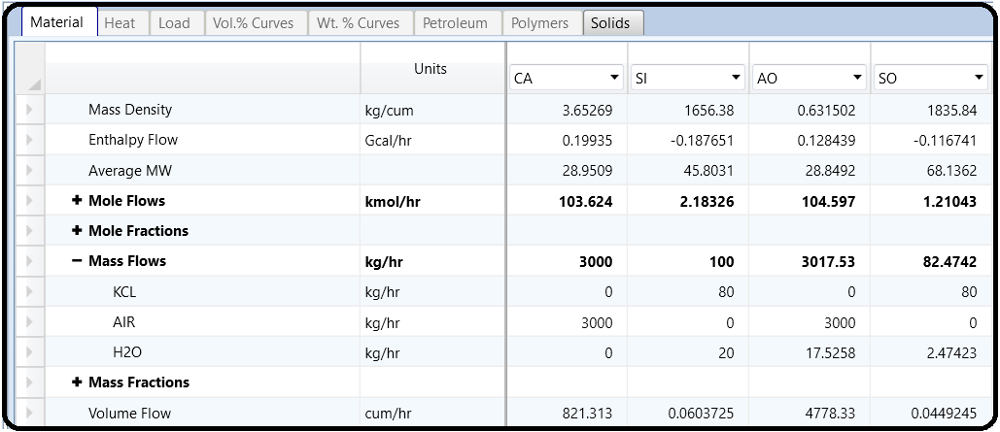 Material Heat Load Vol.% Curves Wt. % Curves Petroleum Polymers Solids
Units CA SI AO SO
Mass Density kg/cum 3.65269 1656.38 0.631502 1835.84
Enthalpy Flow Gcal/hr 0.19935 -0.187651 0.128439 -0.116741
Average MW 28.9509 45.8031 28.8492 68.1362
+ Mole Flows kmol/hr 103.624 2.18326 104.597 1.21043
+ Mole Fractions
− Mass Flows kg/hr 3000 100 3017.53 82.4742
KCL kg/hr 0 80 0 80
AIR kg/hr 3000 0 3000 0
H2O kg/hr 0 20 17.5258 2.47423
+ Mass Fractions
Volume Flow cum/hr 821.313 0.0603725 4778.33 0.0449245